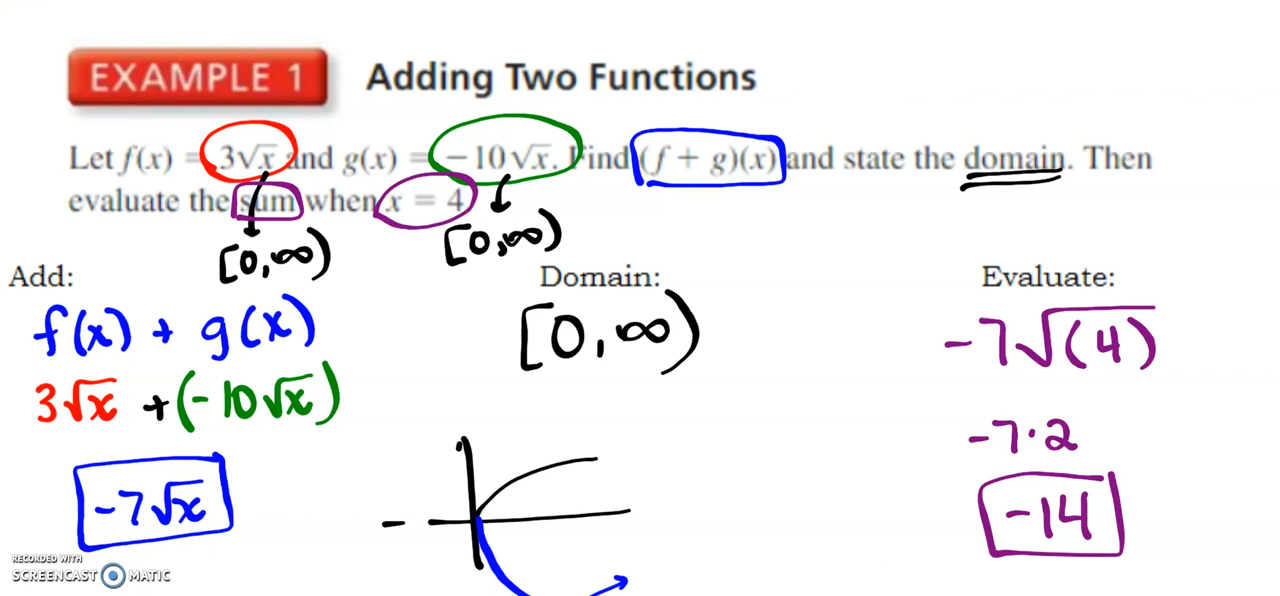 EXAMPLE 1 Adding Two Functions
Let f(x) = 3√x and g(x) = −10√x. Find (f + g)(x) and state the domain. Then
evaluate the sum when x = 4
[0,∞) [0,∞)
Add: Domain: Evaluate:
f(x) + g(x) [0,∞) -7√(4)
3√x + (-10√x)
-7·2
-7√x -14
RECORDED WITH
SCREENCAST MATIC